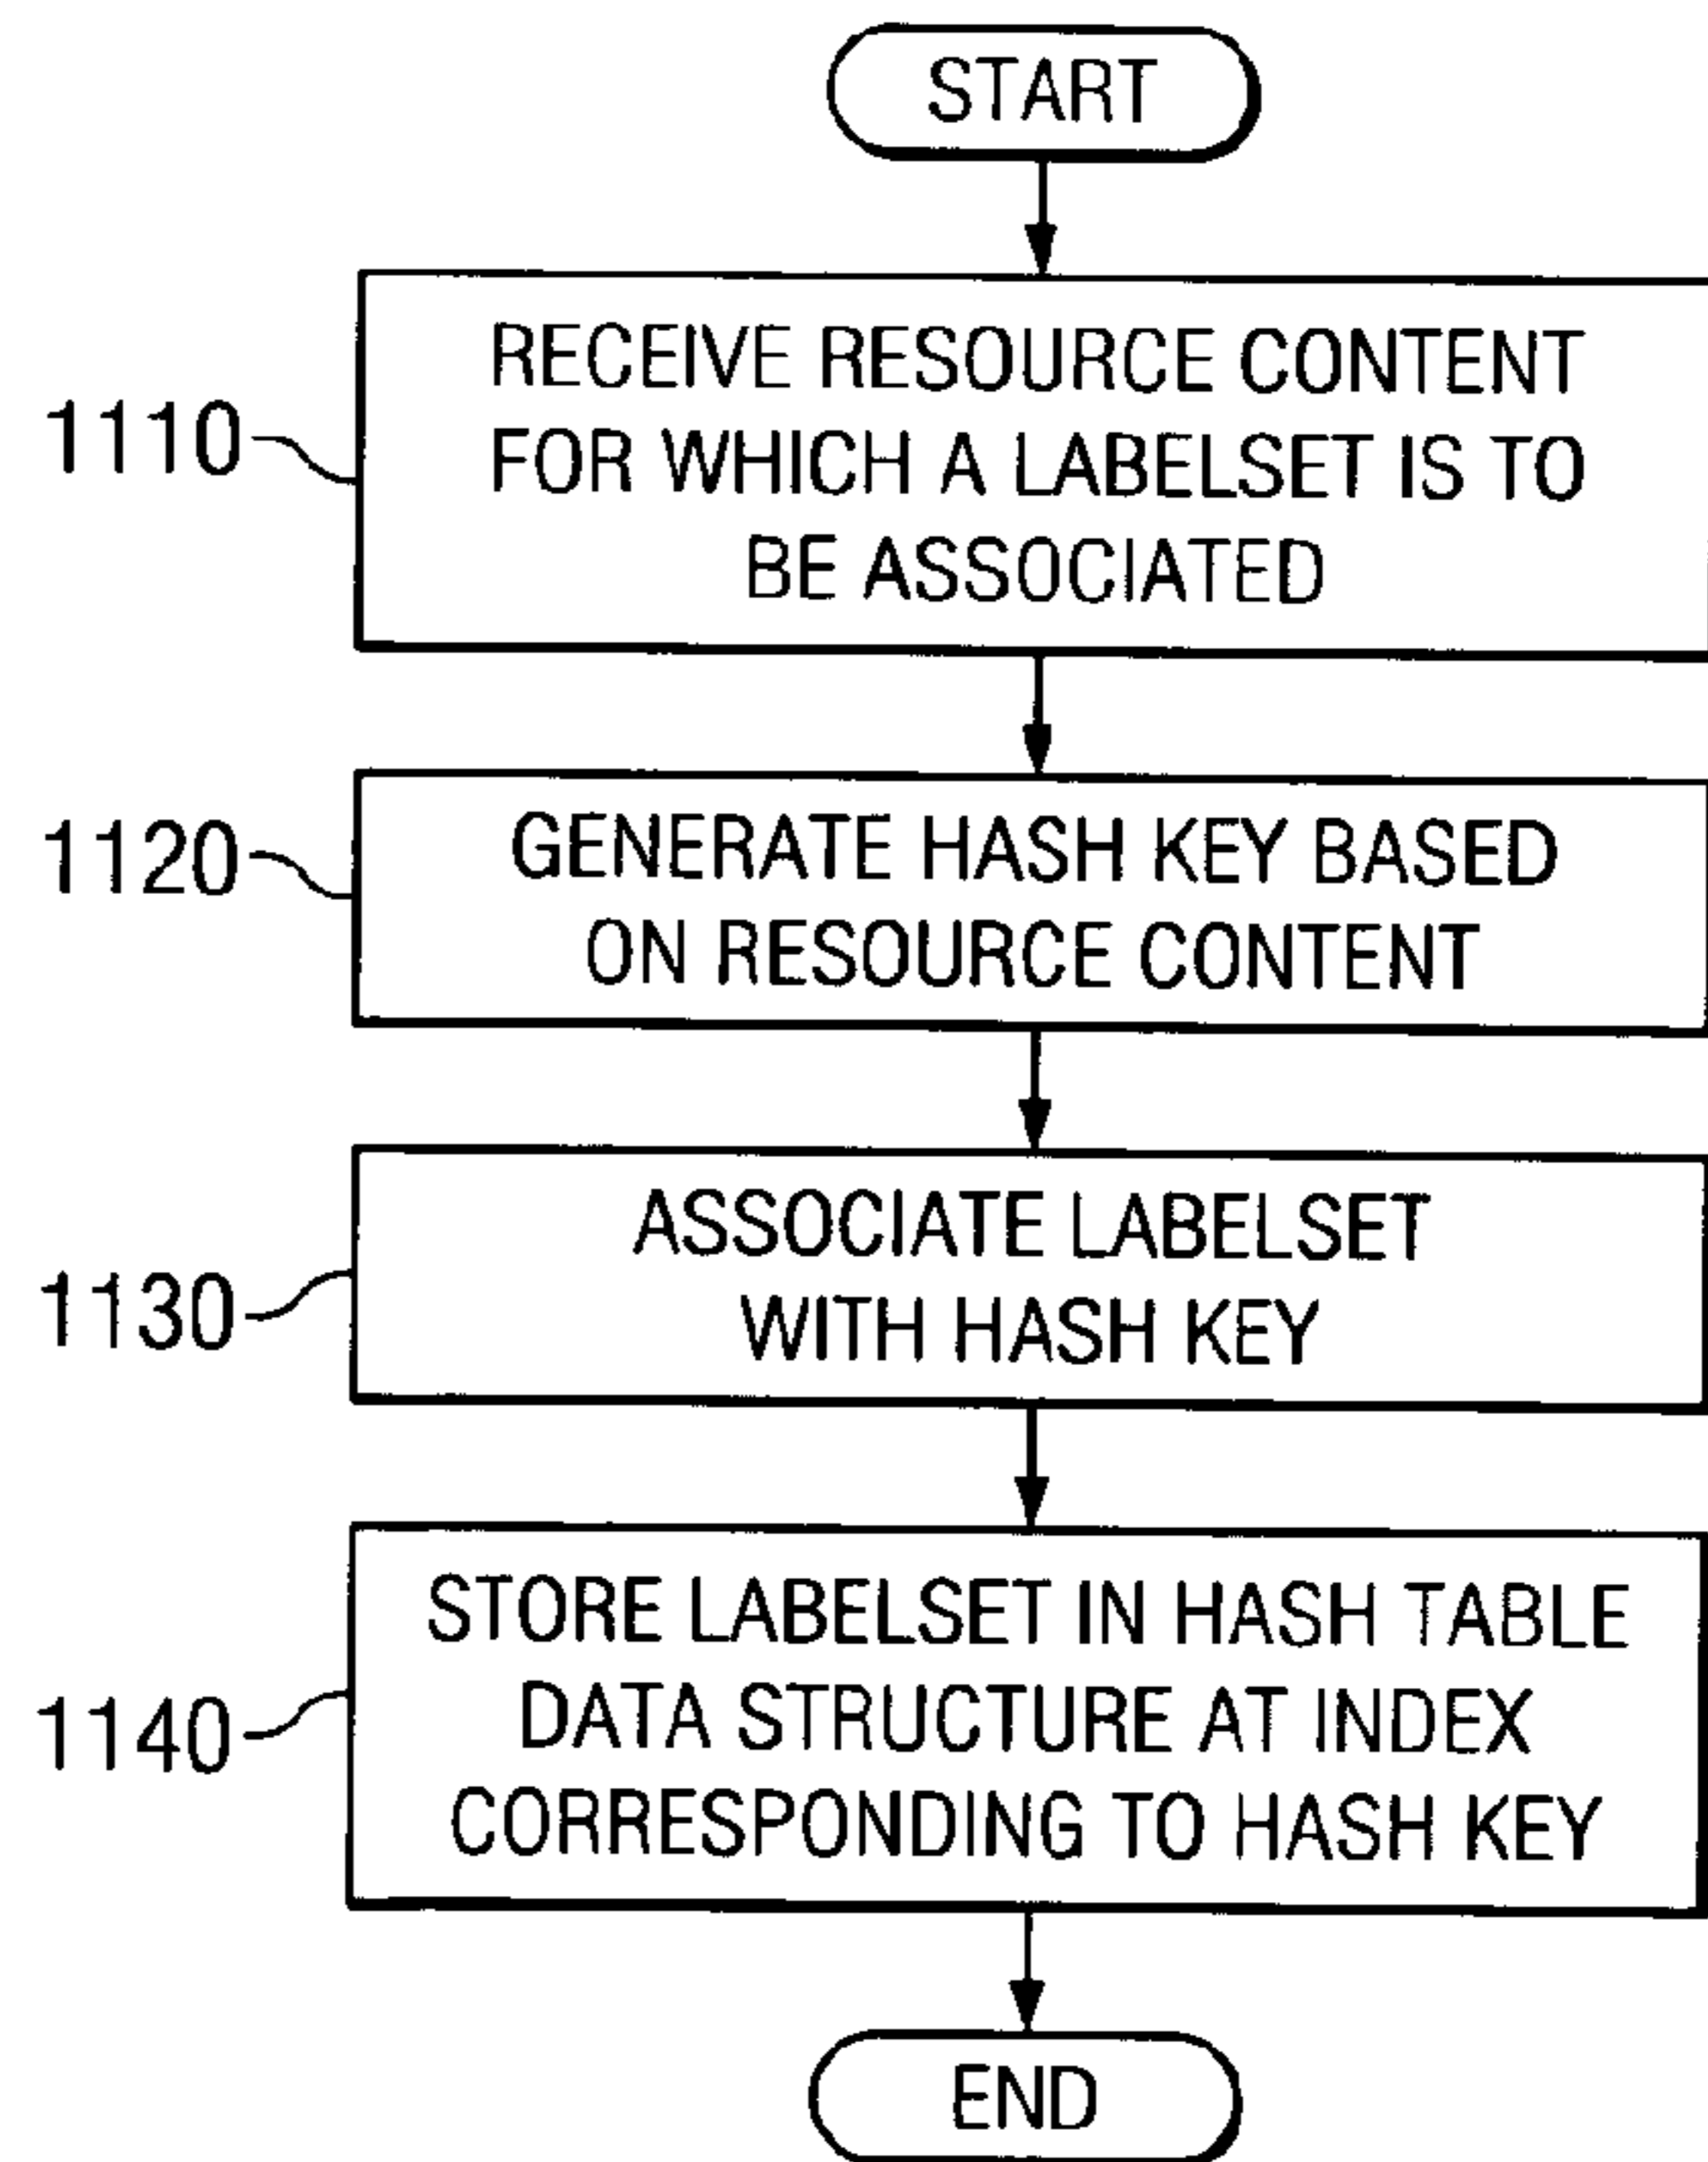 START
1110
RECEIVE RESOURCE CONTENT
FOR WHICH A LABELSET IS TO
BE ASSOCIATED
1120
GENERATE HASH KEY BASED
ON RESOURCE CONTENT
1130
ASSOCIATE LABELSET
WITH HASH KEY
1140
STORE LABELSET IN HASH TABLE
DATA STRUCTURE AT INDEX
CORRESPONDING TO HASH KEY
END